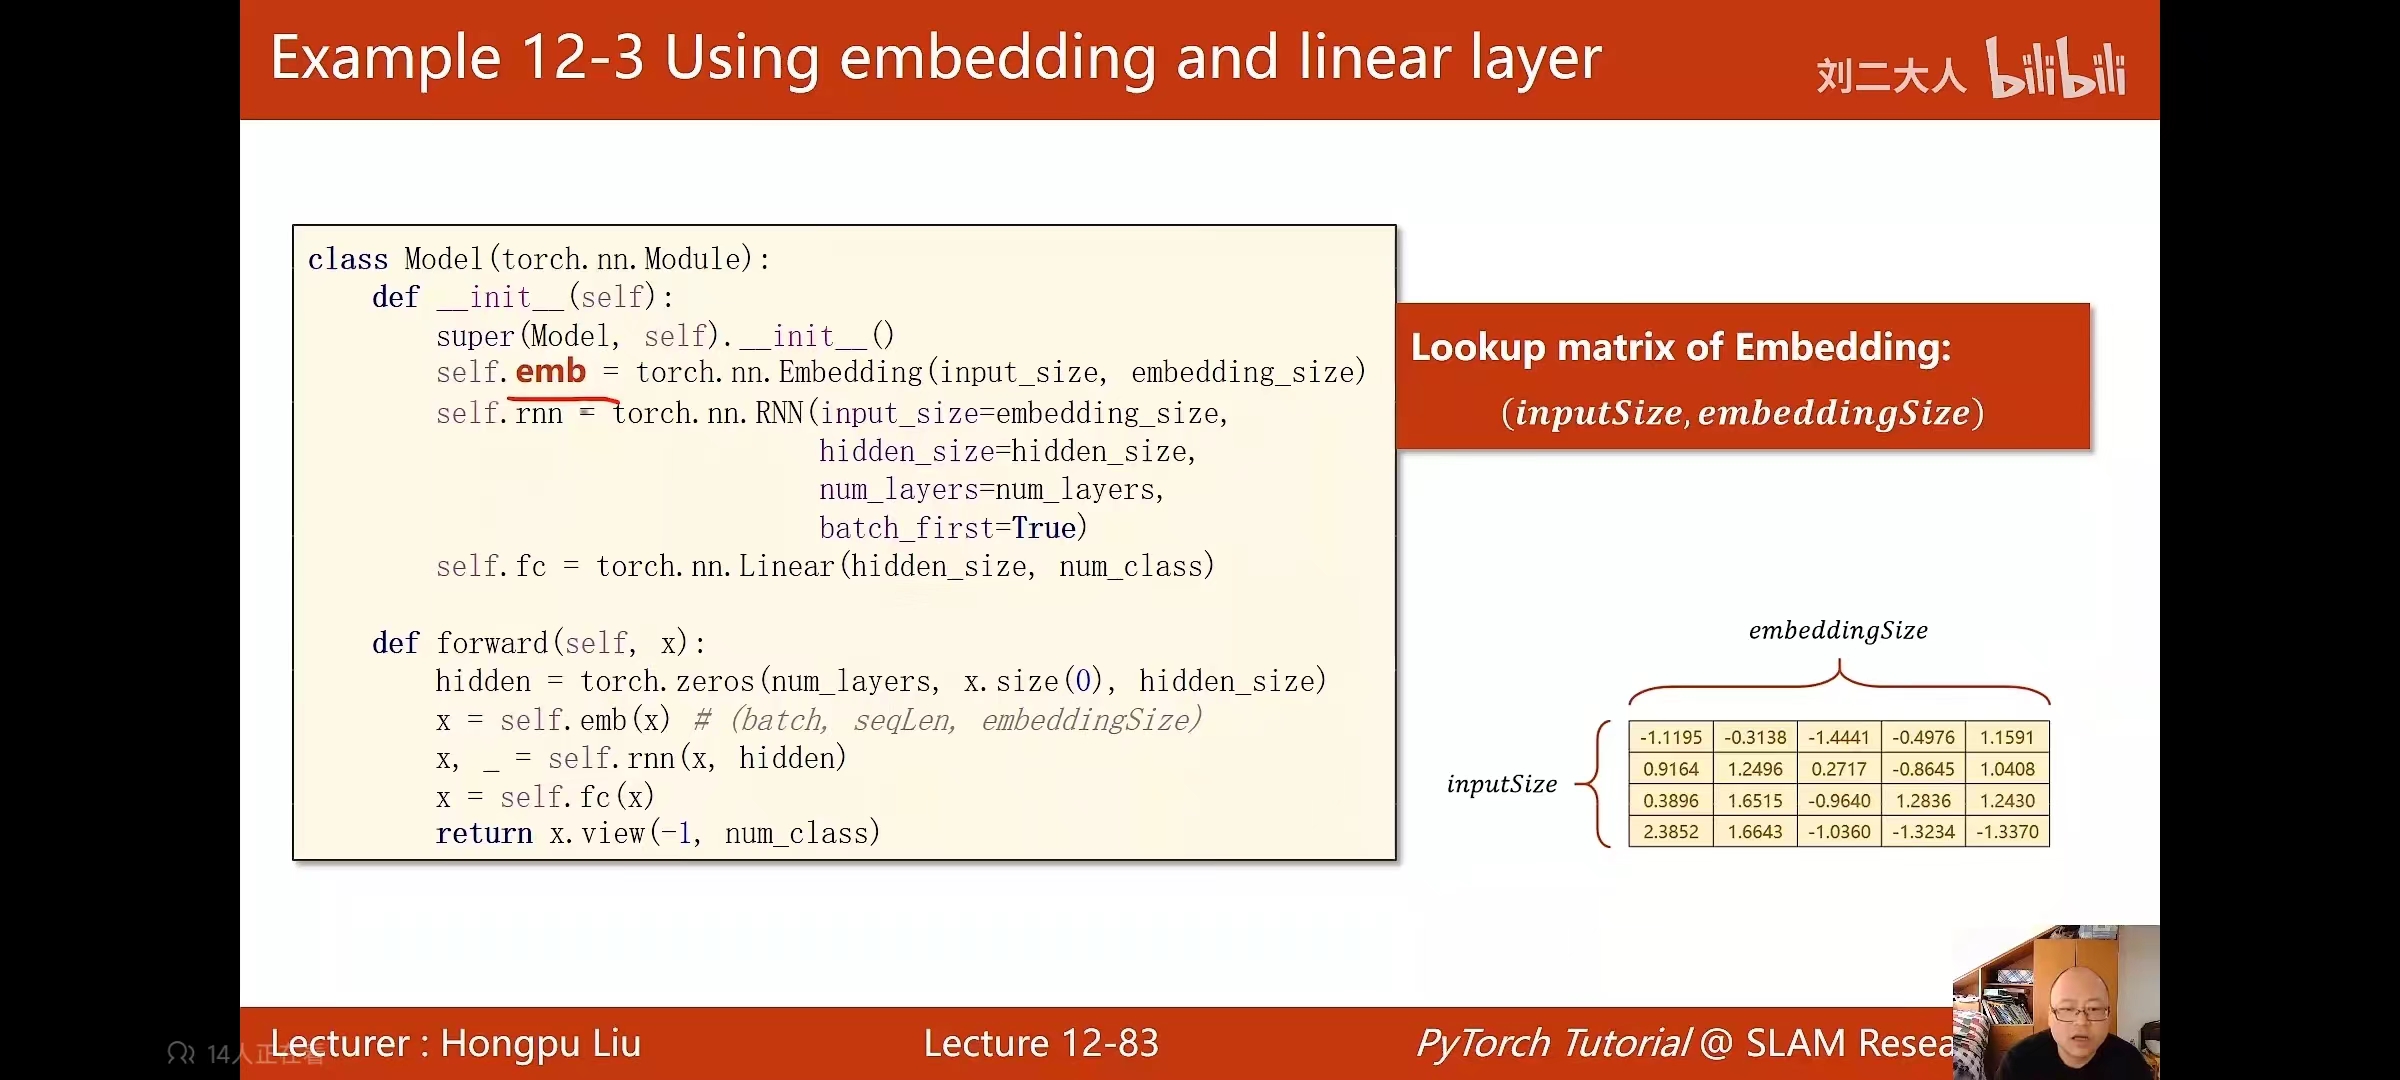 Example 12-3 Using embedding and linear layer
刘二大人 bilibili
class Model(torch.nn.Module):
    def __init__(self):
        super(Model, self).__init__()
        self.emb = torch.nn.Embedding(input_size, embedding_size)
        self.rnn = torch.nn.RNN(input_size=embedding_size,
                                hidden_size=hidden_size,
                                num_layers=num_layers,
                                batch_first=True)
        self.fc = torch.nn.Linear(hidden_size, num_class)
    def forward(self, x):
        hidden = torch.zeros(num_layers, x.size(0), hidden_size)
        x = self.emb(x) # (batch, seqLen, embeddingSize)
        x, _ = self.rnn(x, hidden)
        x = self.fc(x)
        return x.view(-1, num_class)
Lookup matrix of Embedding:
(inputSize, embeddingSize)
embeddingSize
inputSize
-1.1195 -0.3138 -1.4441 -0.4976 1.1591
0.9164 1.2496 0.2717 -0.8645 1.0408
0.3896 1.6515 -0.9640 1.2836 1.2430
2.3852 1.6643 -1.0360 -1.3234 -1.3370
Lecturer : Hongpu Liu
Lecture 12-83
PyTorch Tutorial @ SLAM Resea
14人正在看